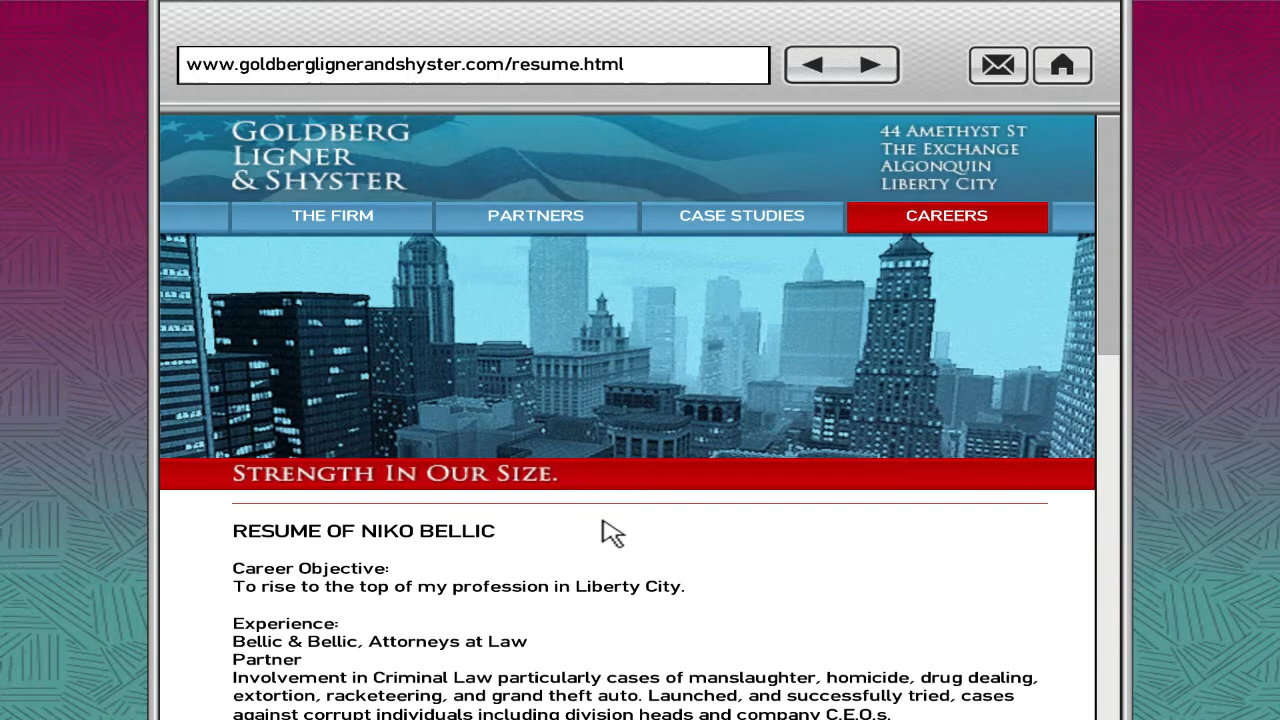 www.goldberglignerandshyster.com/resume.html
GOLDBERG
LIGNER
& SHYSTER
44 AMETHYST ST
THE EXCHANGE
ALGONQUIN
LIBERTY CITY
THE FIRM
PARTNERS
CASE STUDIES
CAREERS
STRENGTH IN OUR SIZE.
RESUME OF NIKO BELLIC
Career Objective:
To rise to the top of my profession in Liberty City.
Experience:
Bellic & Bellic, Attorneys at Law
Partner
Involvement in Criminal Law particularly cases of manslaughter, homicide, drug dealing,
extortion, racketeering, and grand theft auto. Launched, and successfully tried, cases
against corrupt individuals including division heads and company C.E.O.s.